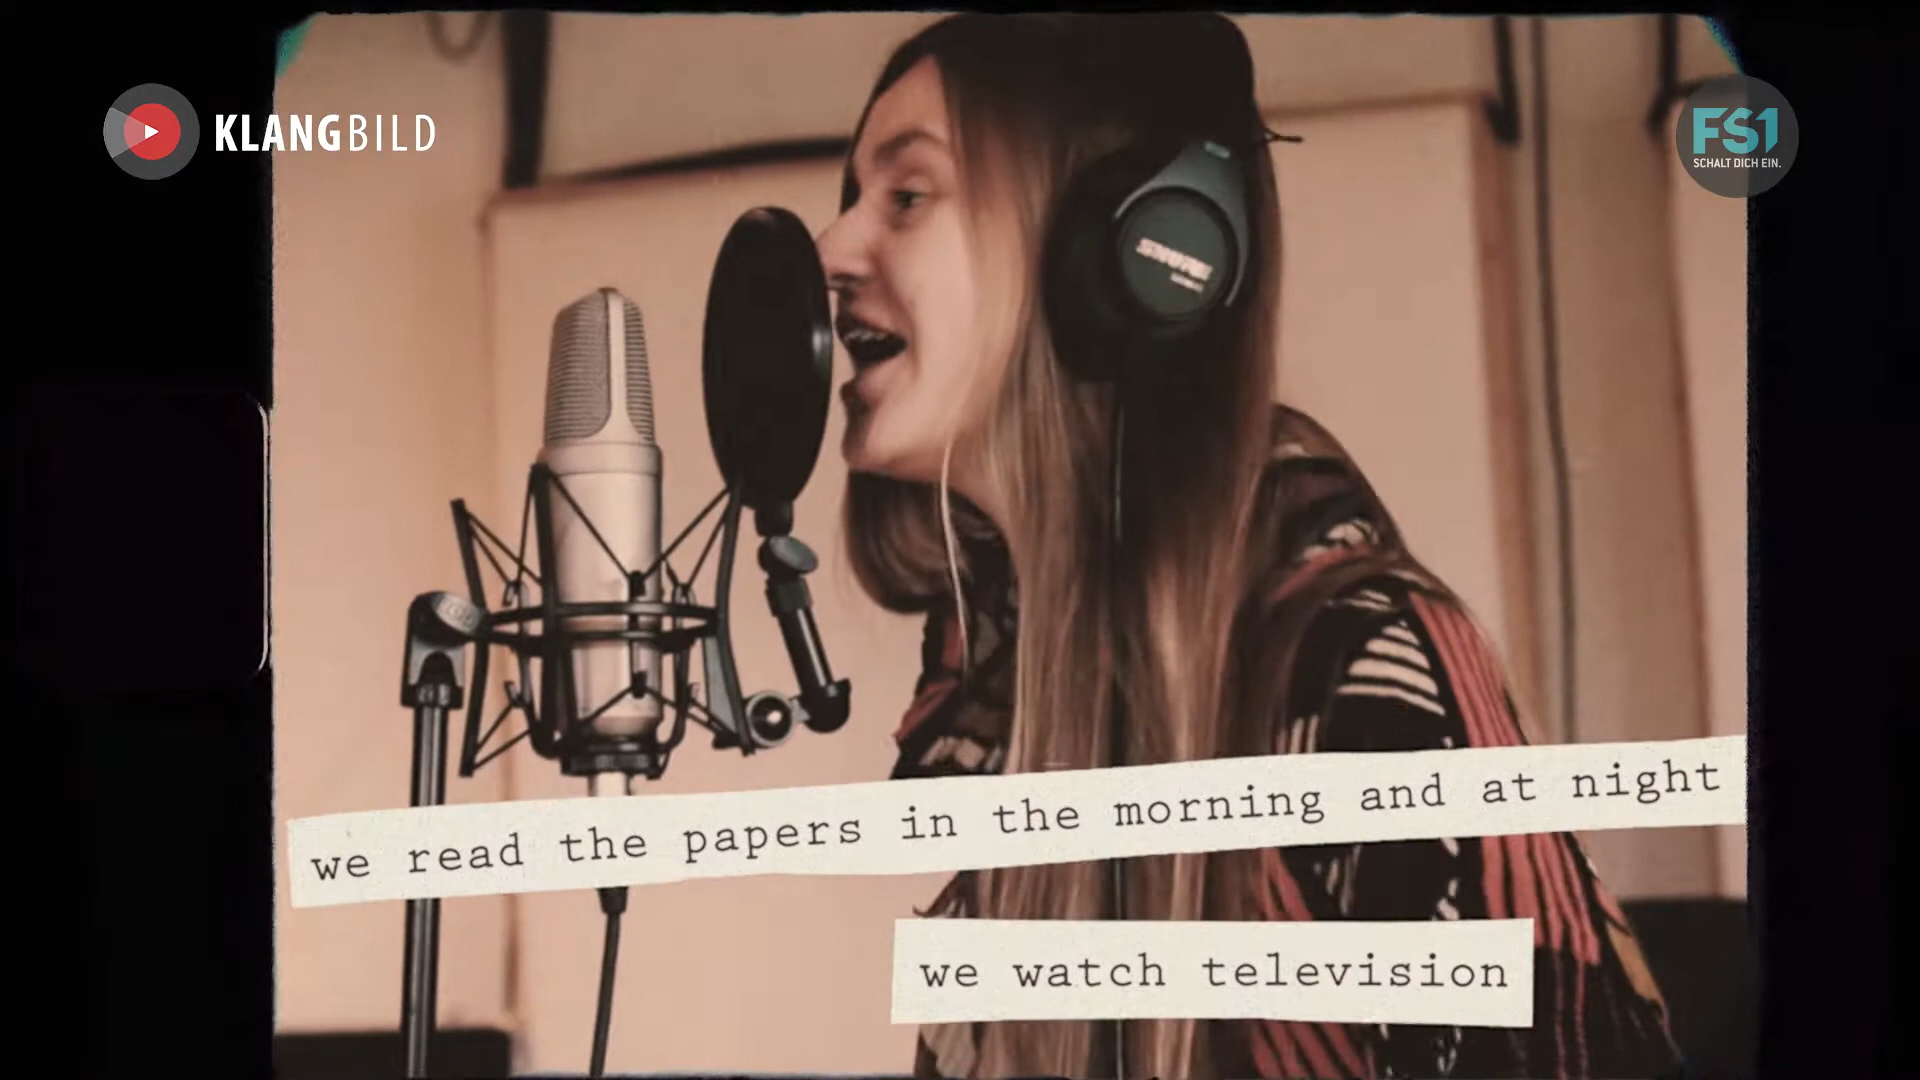 KLANGBILD
FS1
SCHALT DICH EIN.
we read the papers in the morning and at night
we watch television